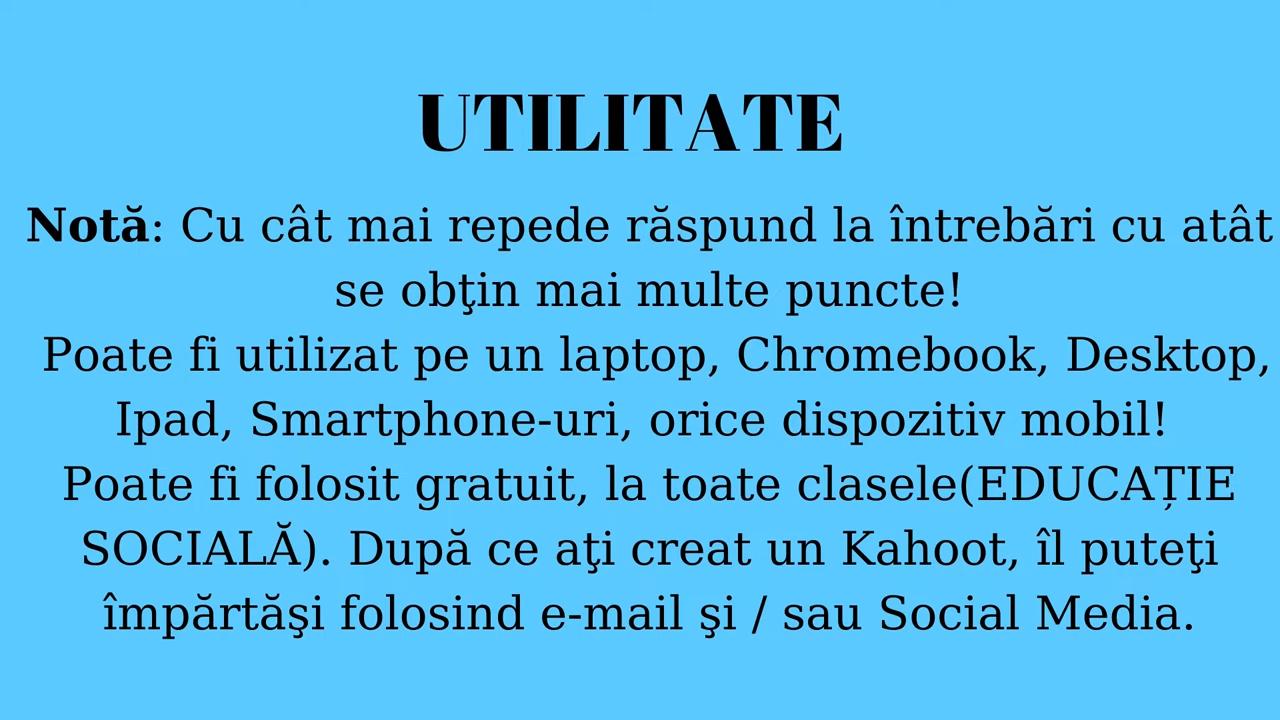 UTILITATE
Notă: Cu cât mai repede răspund la întrebări cu atât
se obţin mai multe puncte!
Poate fi utilizat pe un laptop, Chromebook, Desktop,
Ipad, Smartphone-uri, orice dispozitiv mobil!
Poate fi folosit gratuit, la toate clasele(EDUCAȚIE
SOCIALĂ). După ce aţi creat un Kahoot, îl puteţi
împărtăşi folosind e-mail şi / sau Social Media.